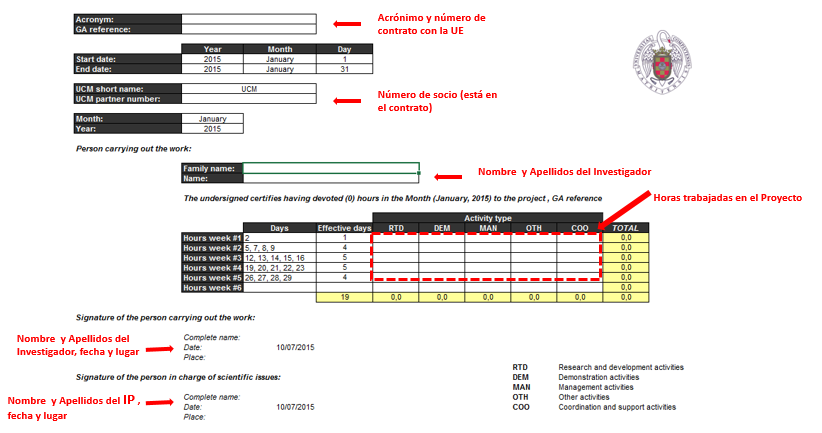 Acronym:
GA reference:
Acrónimo y número de
contrato con la UE
Year Month Day
Start date: 2015 January 1
End date: 2015 January 31
UCM short name: UCM
UCM partner number:
Número de socio (está en
el contrato)
Month: January
Year: 2015
Person carrying out the work:
Family name:
Name:
Nombre y Apellidos del Investigador
The undersigned certifies having devoted (0) hours in the Month (January, 2015) to the project , GA reference
Horas trabajadas en el Proyecto
Activity type
Days Effective days RTD DEM MAN OTH COO TOTAL
Hours week #1 2 1 0,0
Hours week #2 5, 7, 8, 9 4 0,0
Hours week #3 12, 13, 14, 15, 16 5 0,0
Hours week #4 19, 20, 21, 22, 23 5 0,0
Hours week #5 26, 27, 28, 29 4 0,0
Hours week #6 0,0
19 0,0 0,0 0,0 0,0 0,0 0,0
Signature of the person carrying out the work:
Nombre y Apellidos del
Investigador, fecha y lugar
Complete name:
Date: 10/07/2015
Place:
Signature of the person in charge of scientific issues:
Nombre y Apellidos del IP ,
fecha y lugar
Complete name:
Date: 10/07/2015
Place:
RTD Research and development activities
DEM Demonstration activities
MAN Management activities
OTH Other activities
COO Coordination and support activities